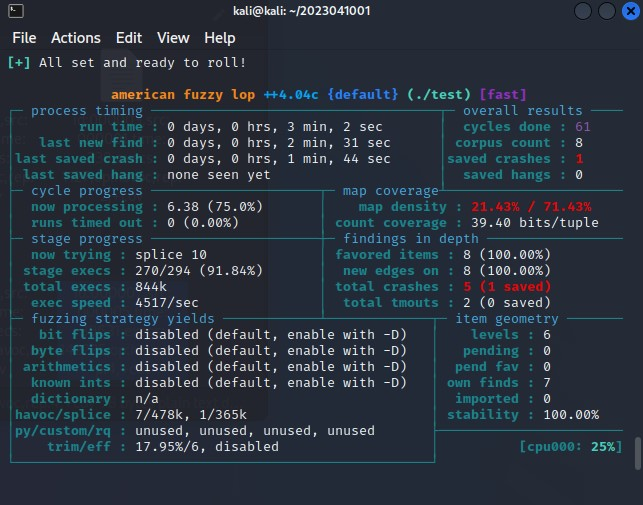 kali@kali: ~/2023041001
File Actions Edit View Help
[+] All set and ready to roll!
american fuzzy lop ++4.04c {default} (./test) [fast]
process timing overall results
run time : 0 days, 0 hrs, 3 min, 2 sec cycles done : 61
last new find : 0 days, 0 hrs, 2 min, 31 sec corpus count : 8
last saved crash : 0 days, 0 hrs, 1 min, 44 sec saved crashes : 1
last saved hang : none seen yet saved hangs : 0
cycle progress map coverage
now processing : 6.38 (75.0%) map density : 21.43% / 71.43%
runs timed out : 0 (0.00%) count coverage : 39.40 bits/tuple
stage progress findings in depth
now trying : splice 10 favored items : 8 (100.00%)
stage execs : 270/294 (91.84%) new edges on : 8 (100.00%)
total execs : 844k total crashes : 5 (1 saved)
exec speed : 4517/sec total tmouts : 2 (0 saved)
fuzzing strategy yields item geometry
bit flips : disabled (default, enable with -D) levels : 6
byte flips : disabled (default, enable with -D) pending : 0
arithmetics : disabled (default, enable with -D) pend fav : 0
known ints : disabled (default, enable with -D) own finds : 7
dictionary : n/a imported : 0
havoc/splice : 7/478k, 1/365k stability : 100.00%
py/custom/rq : unused, unused, unused, unused
trim/eff : 17.95%/6, disabled [cpu000: 25%]